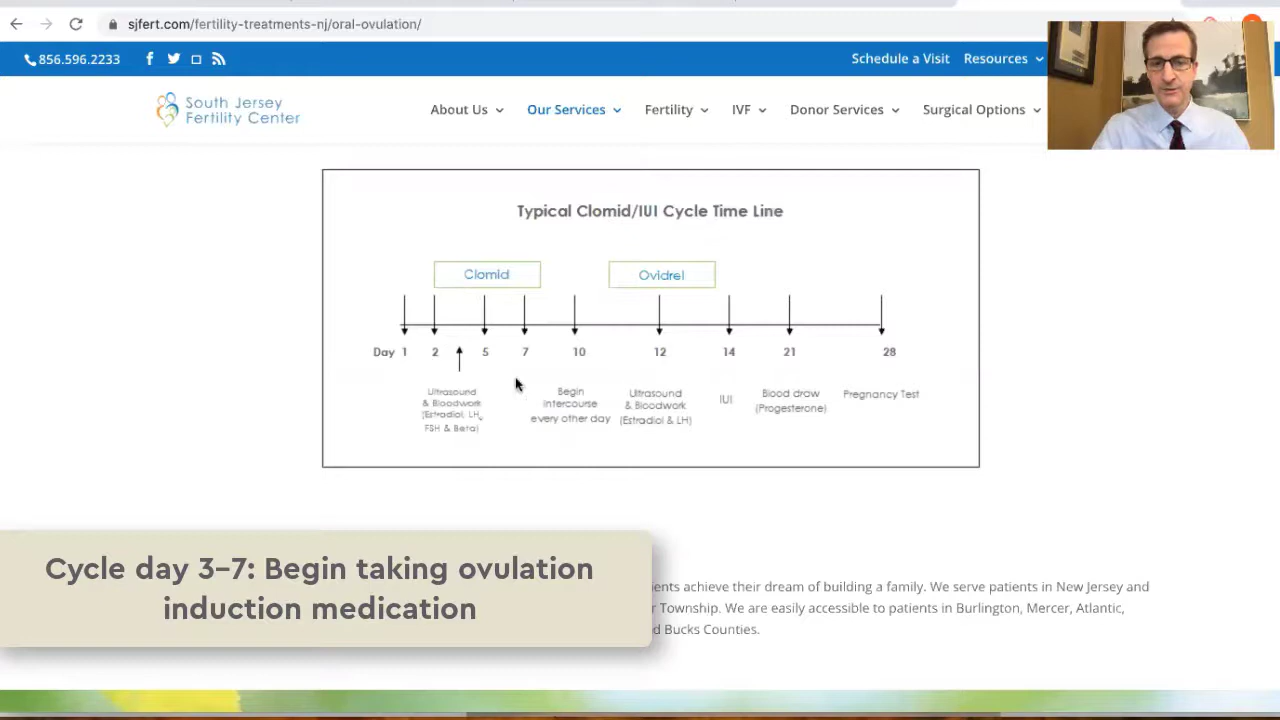 sjfert.com/fertility-treatments-nj/oral-ovulation/
856.596.2233
Schedule a Visit
Resources
South Jersey
Fertility Center
About Us
Our Services
Fertility
IVF
Donor Services
Surgical Options
Typical Clomid/IUI Cycle Time Line
Clomid
Ovidrel
Day 1 2 5 7 10 12 14 21 28
Ultrasound
& Bloodwork
(Estradiol, LH,
FSH & Beta)
Begin
Intercourse
every other day
Ultrasound
& Bloodwork
(Estradiol & LH)
IUI
Blood draw
(Progesterone)
Pregnancy Test
Cycle day 3-7: Begin taking ovulation
induction medication
ents achieve their dream of building a family. We serve patients in New Jersey and
r Township. We are easily accessible to patients in Burlington, Mercer, Atlantic,
d Bucks Counties.